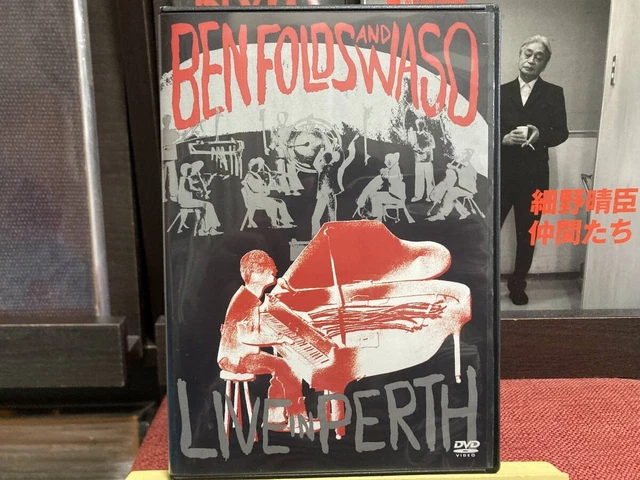 BEN FOLDS AND WASO
LIVE IN PERTH
DVD
VIDEO
細野晴臣
仲間たち